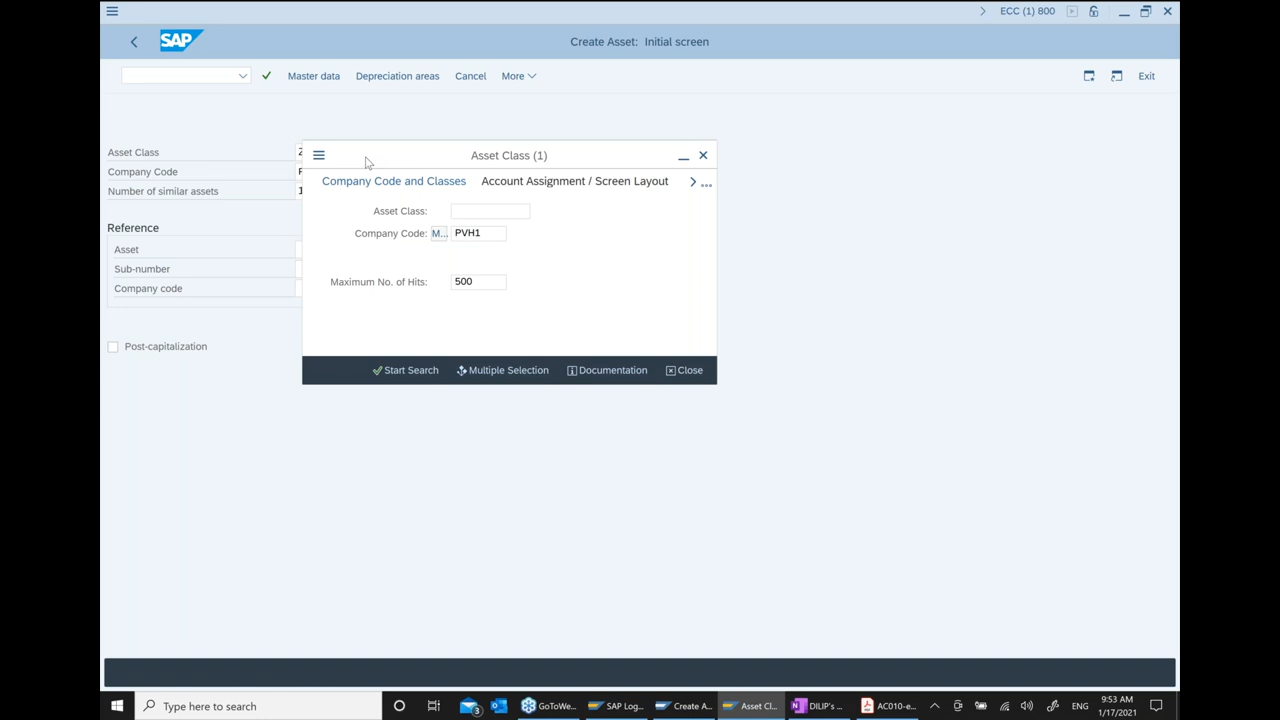 ECC (1) 800
SAP
Create Asset: Initial screen
Master data
Depreciation areas
Cancel
More
Exit
Asset Class
Company Code
Number of similar assets
1
Reference
Asset
Sub-number
Company code
Post-capitalization
Asset Class (1)
Company Code and Classes
Account Assignment / Screen Layout
...
Asset Class:
Company Code:
M...
PVH1
Maximum No. of Hits:
500
Start Search
Multiple Selection
Documentation
Close
Type here to search
3
GoToWe...
SAP Log...
Create A...
Asset Cl...
DILIP's ...
AC010-e...
ENG
9:53 AM
1/17/2021